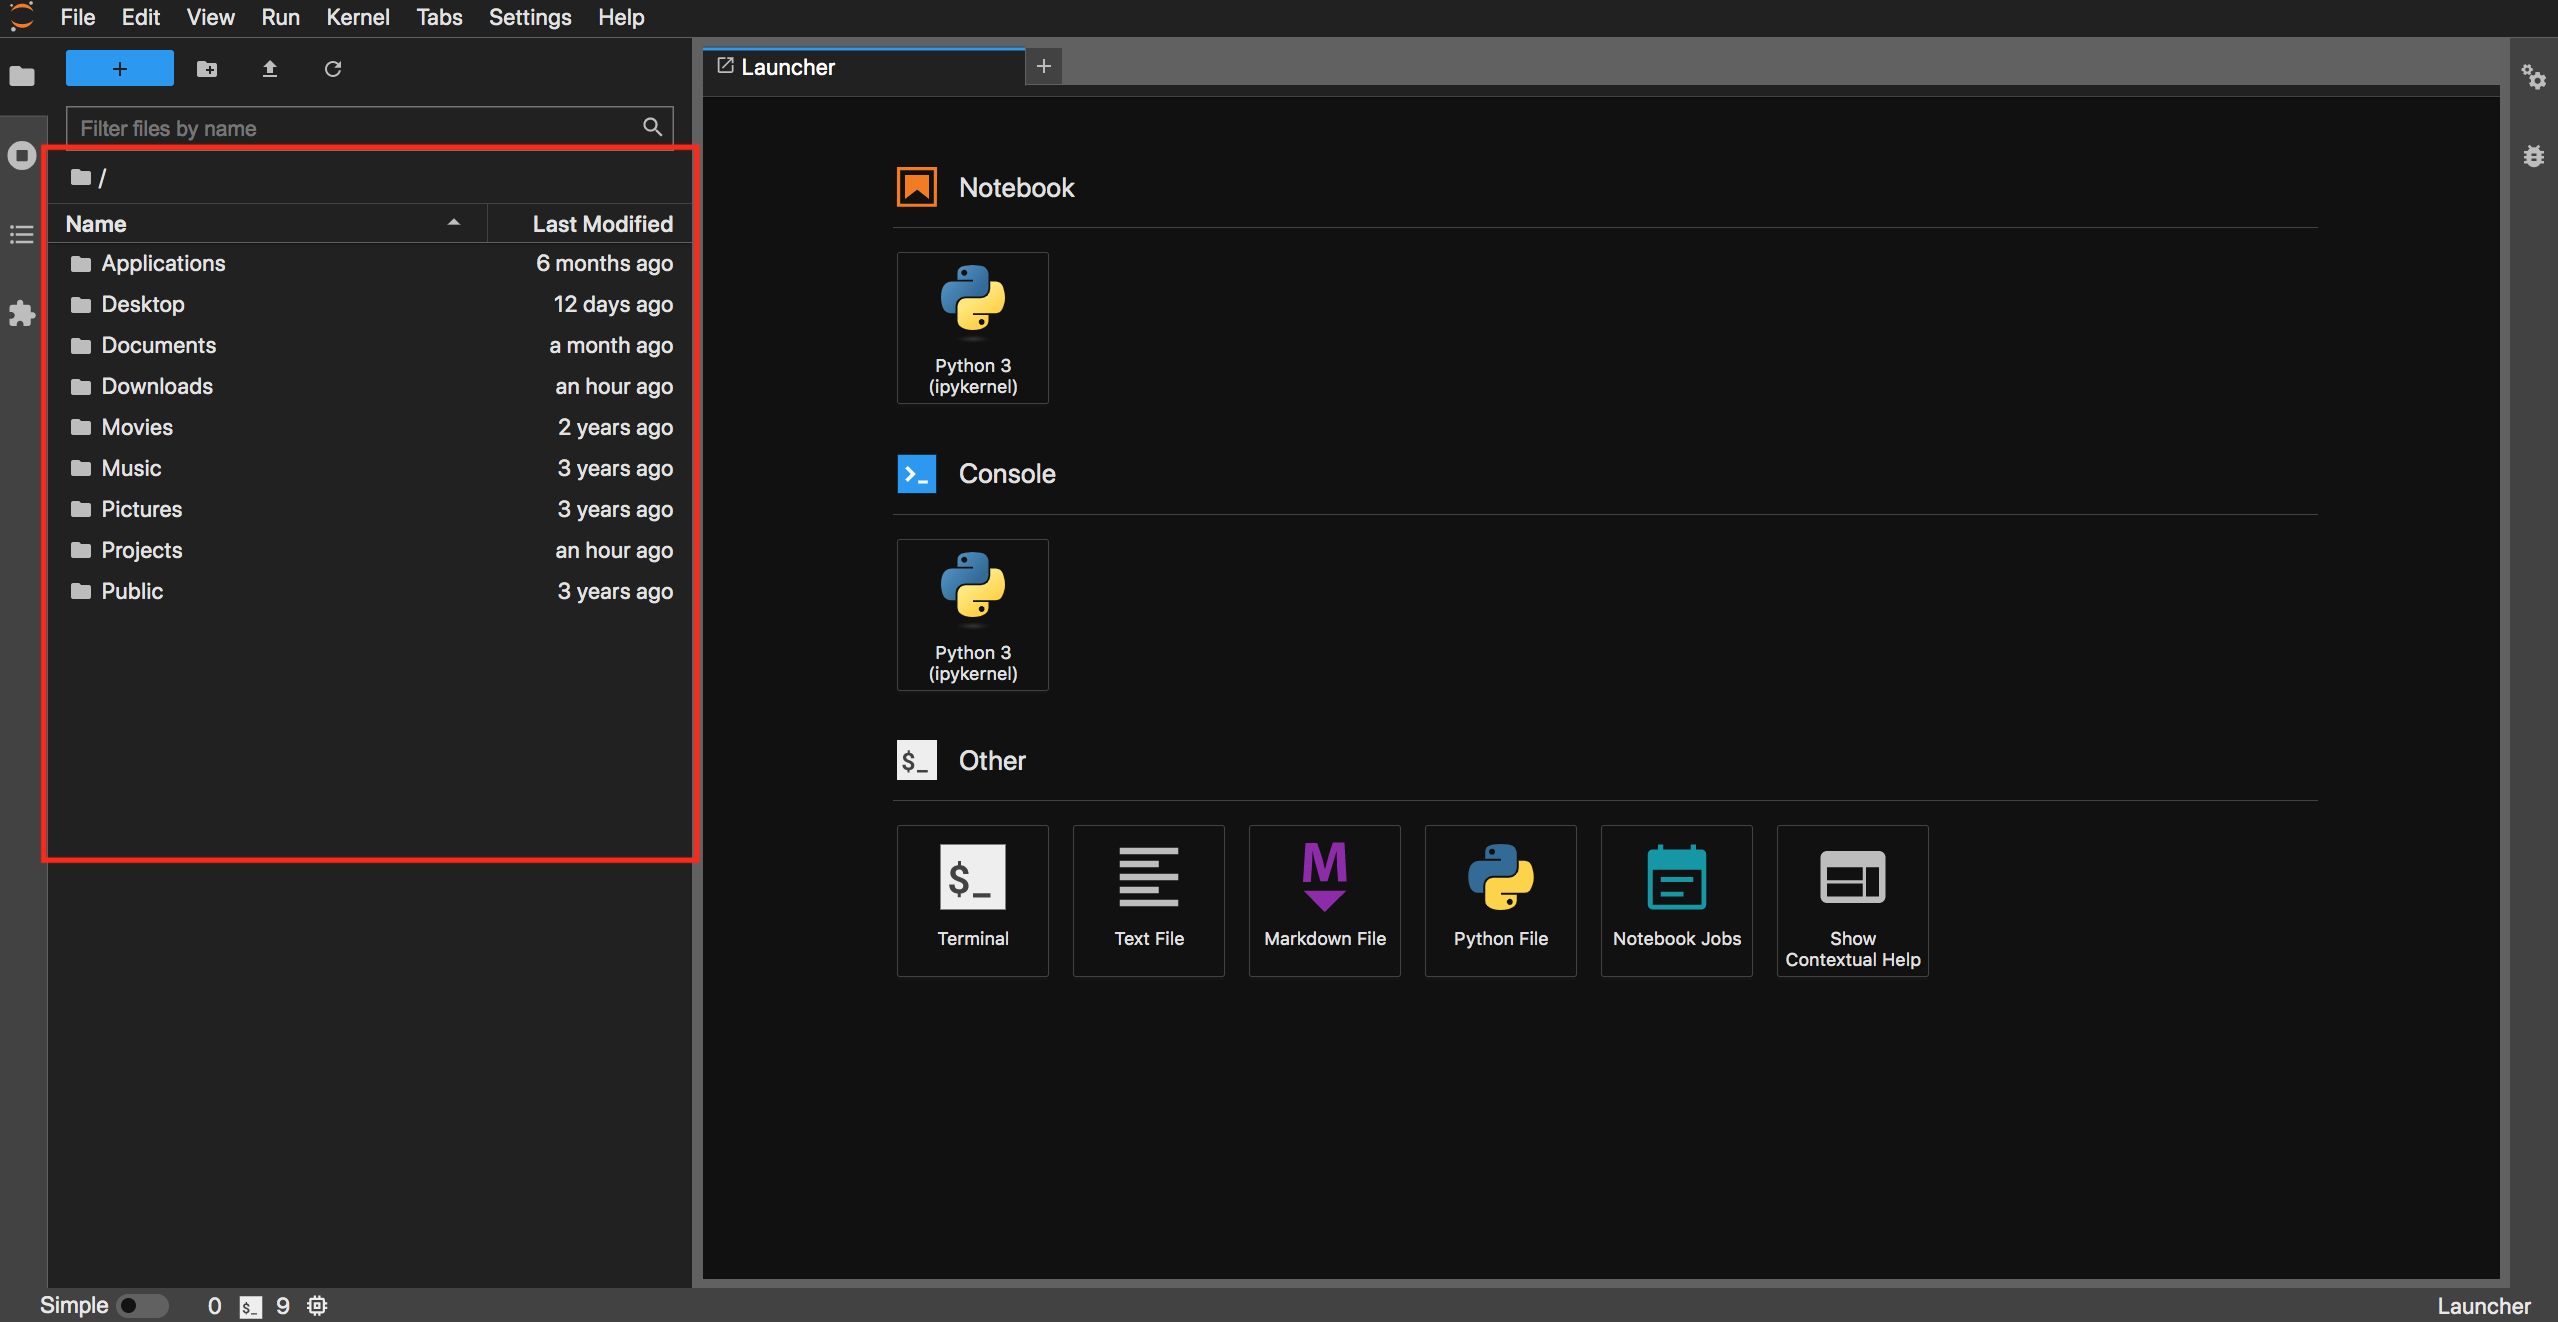 File Edit View Run Kernel Tabs Settings Help
+
Launcher +
Filter files by name
/
Name Last Modified
Applications 6 months ago
Desktop 12 days ago
Documents a month ago
Downloads an hour ago
Movies 2 years ago
Music 3 years ago
Pictures 3 years ago
Projects an hour ago
Public 3 years ago
Notebook
Python 3
(ipykernel)
>_ Console
Python 3
(ipykernel)
$_ Other
$_
Terminal
Text File
M
Markdown File
Python File
Notebook Jobs
Show
Contextual Help
Simple 0 $_ 9
Launcher